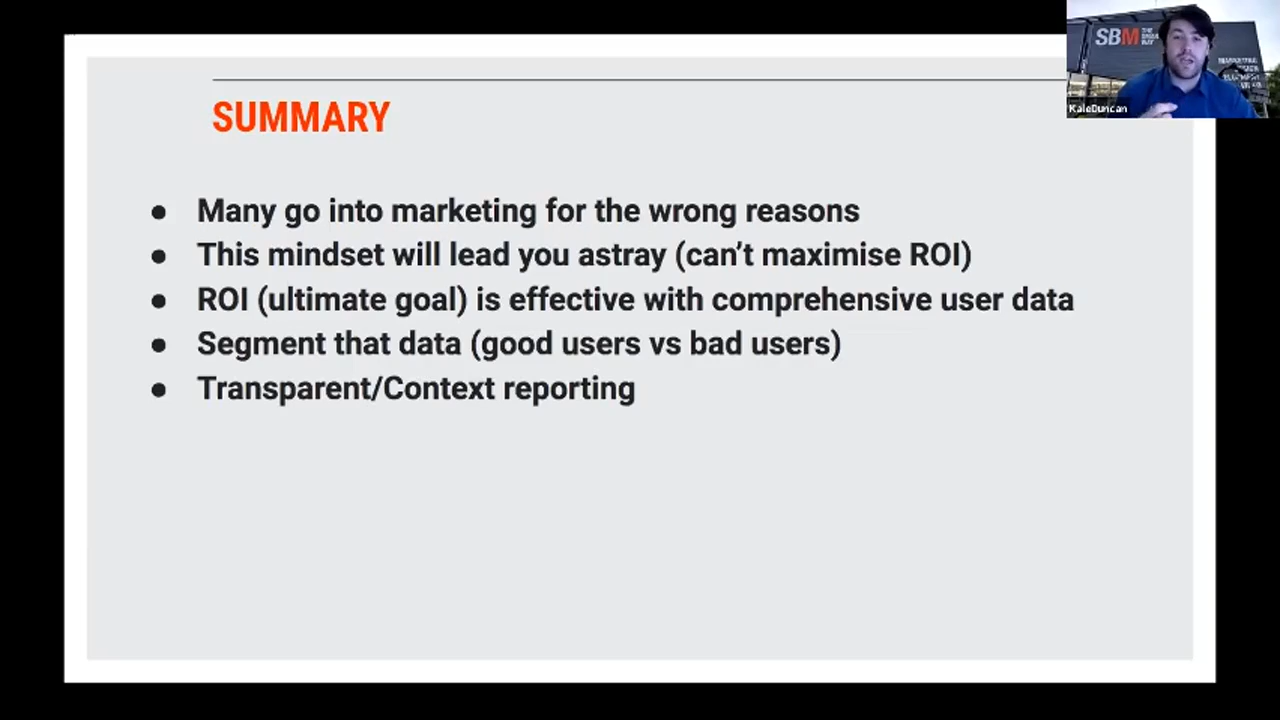 SUMMARY
● Many go into marketing for the wrong reasons
● This mindset will lead you astray (can’t maximise ROI)
● ROI (ultimate goal) is effective with comprehensive user data
● Segment that data (good users vs bad users)
● Transparent/Context reporting
SBM
KaleDuncan